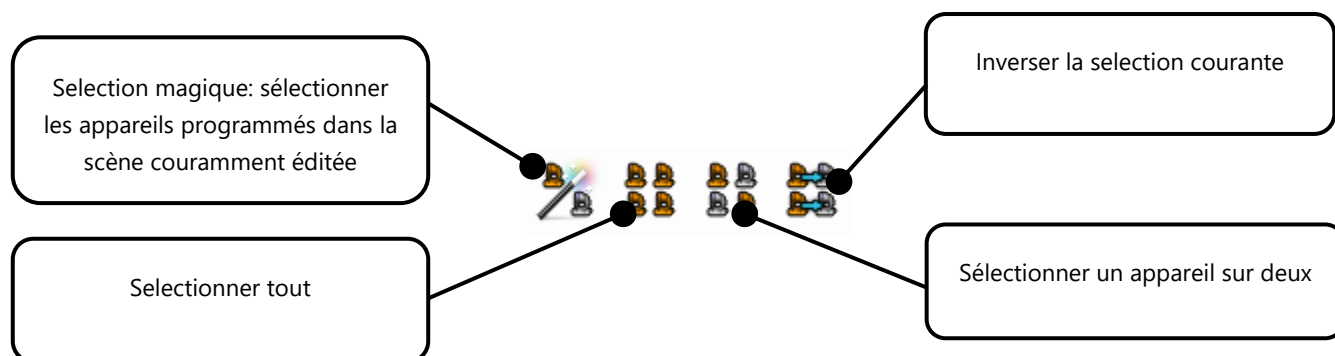 Selection magique: sélectionner
les appareils programmés dans la
scène couramment éditée
Inverser la selection courante
Selectionner tout
Sélectionner un appareil sur deux